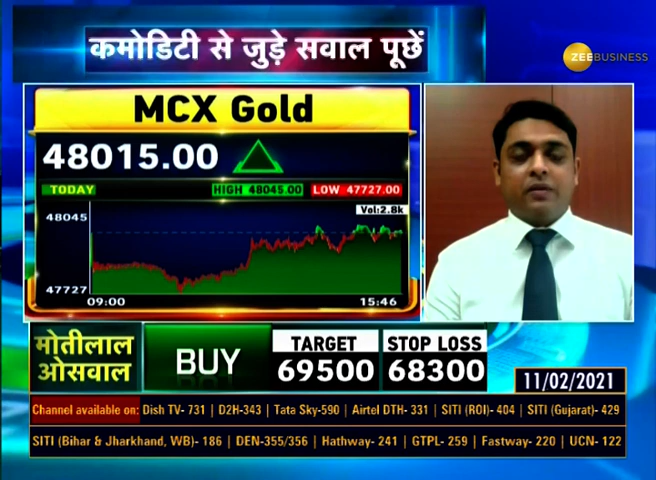 कमोडिटी से जुड़े सवाल पूछें
ZEEBUSINESS
MCX Gold
48015.00
TODAY HIGH 48045.00 LOW 47727.00
Vol:2.8k
48045
47727
09:00 15:46
मोतीलाल
ओसवाल
BUY
TARGET STOP LOSS
69500 68300
11/02/2021
Channel available on: Dish TV- 731 | D2H-343 | Tata Sky-590 | Airtel DTH- 331 | SITI (ROI)- 404 | SITI (Gujarat)- 429
SITI (Bihar & Jharkhand, WB)- 186 | DEN-355/356 | Hathway- 241 | GTPL- 259 | Fastway- 220 | UCN- 122